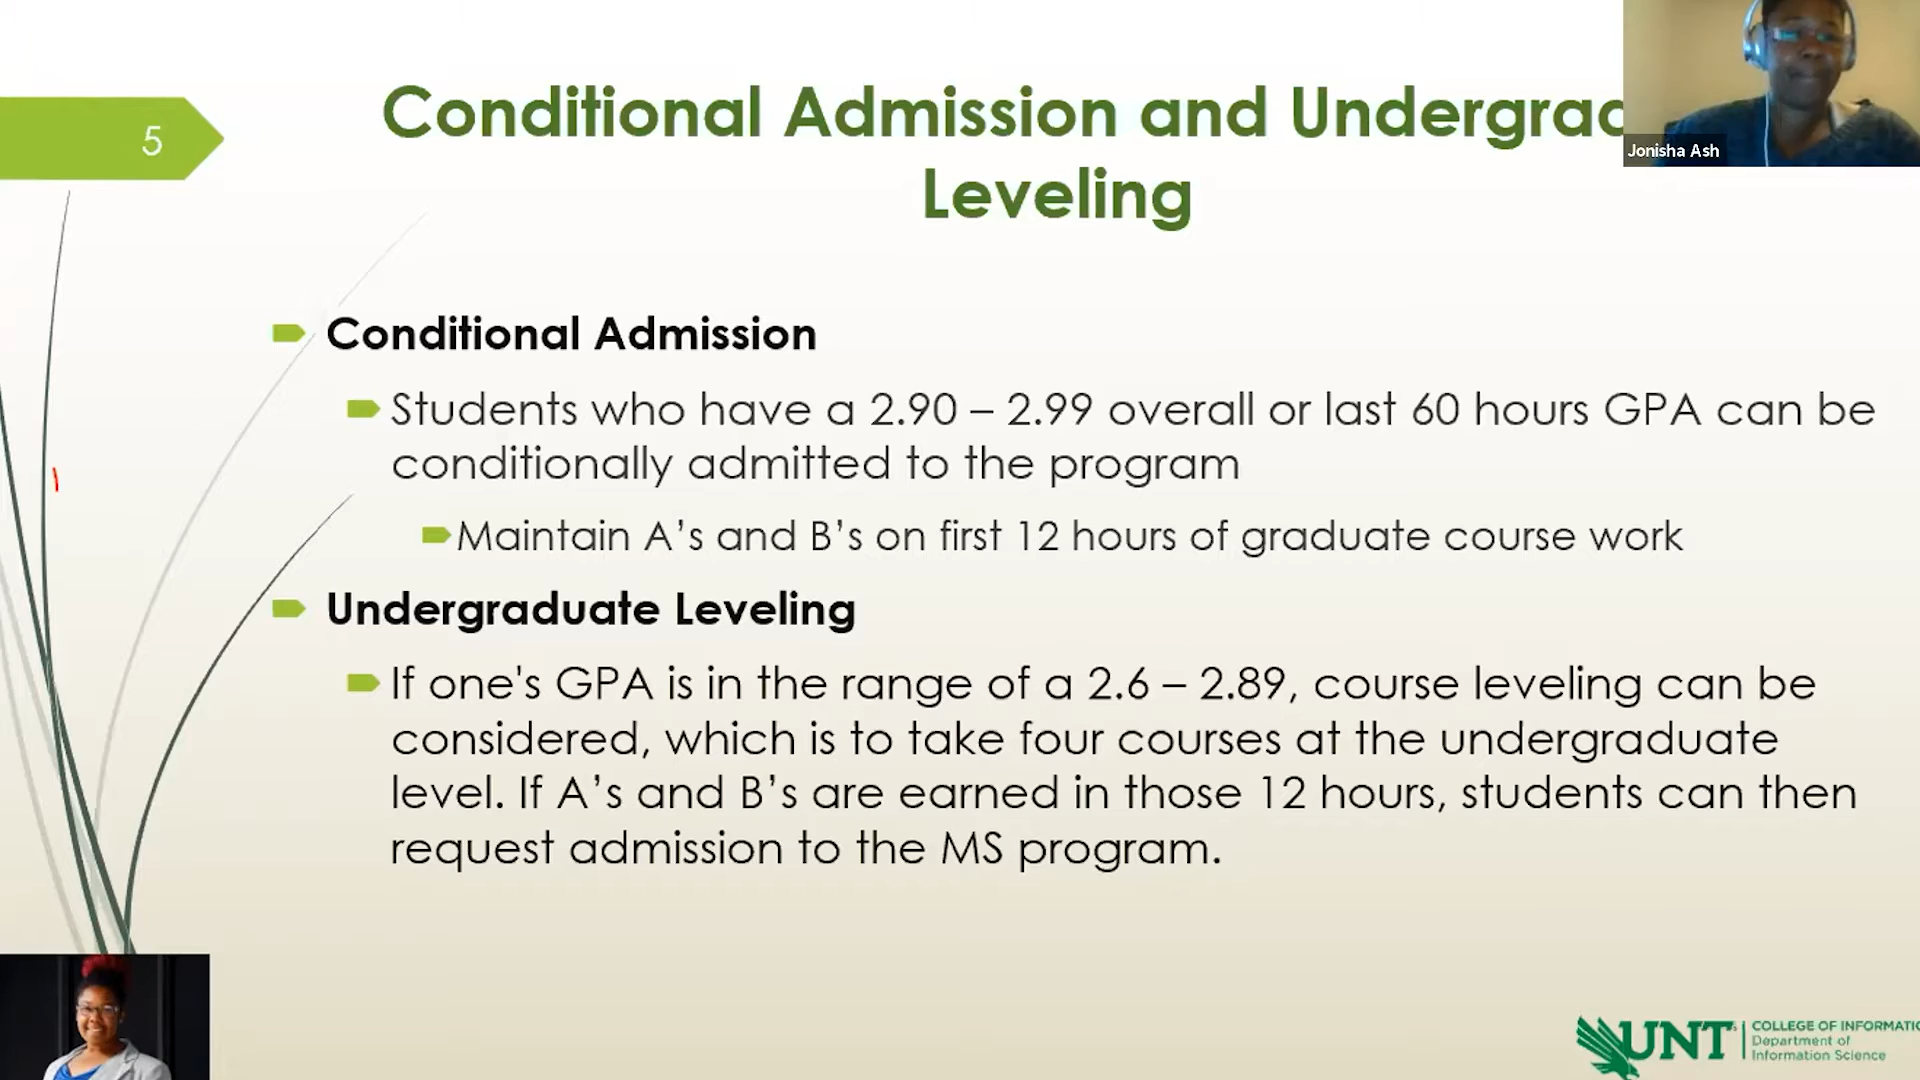 5
Conditional Admission and Undergrad
Leveling
Jonisha Ash
Conditional Admission
Students who have a 2.90 – 2.99 overall or last 60 hours GPA can be
conditionally admitted to the program
Maintain A’s and B’s on first 12 hours of graduate course work
Undergraduate Leveling
If one's GPA is in the range of a 2.6 – 2.89, course leveling can be
considered, which is to take four courses at the undergraduate
level. If A’s and B’s are earned in those 12 hours, students can then
request admission to the MS program.
UNT
COLLEGE OF INFORMATIO
Department of
Information Science